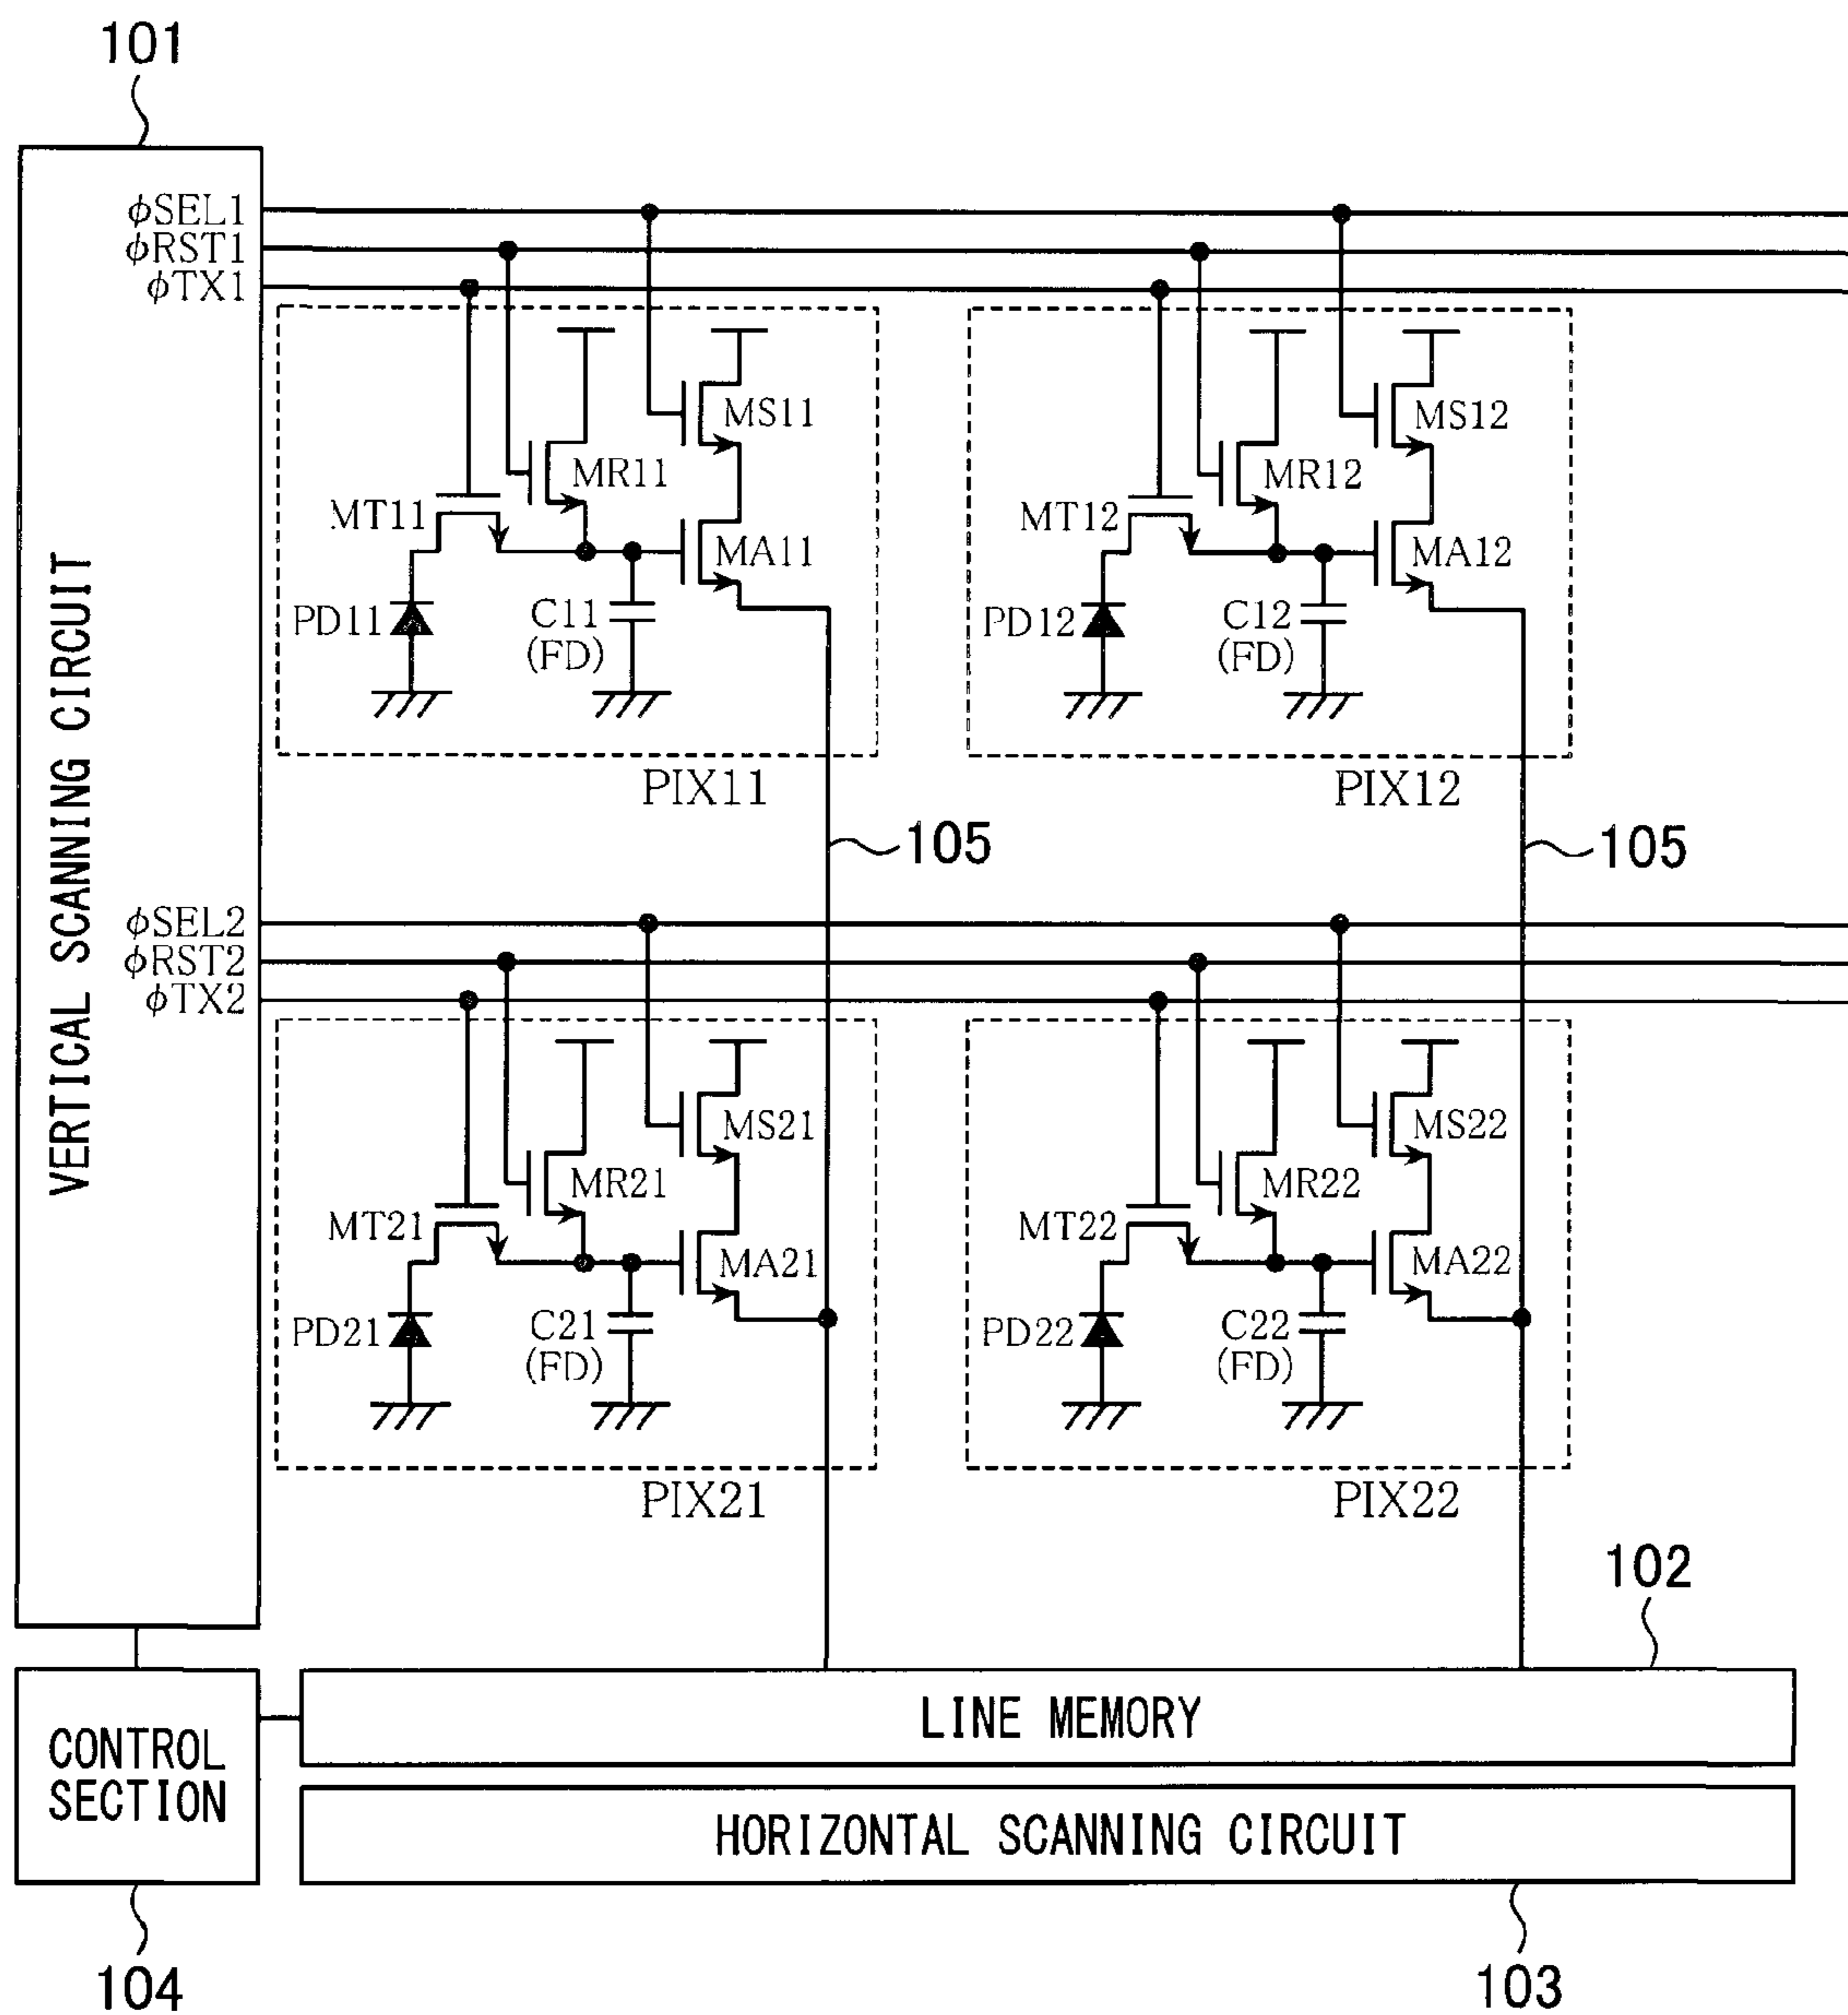 101
φSEL1
φRST1
φTX1
MS11
MS12
MR11
MR12
MT11
MT12
MA11
MA12
PD11
C11
(FD)
PD12
C12
(FD)
PIX11
PIX12
105
105
VERTICAL SCANNING CIRCUIT
φSEL2
φRST2
φTX2
MS21
MS22
MR21
MR22
MT21
MT22
MA21
MA22
PD21
C21
(FD)
PD22
C22
(FD)
PIX21
PIX22
102
LINE MEMORY
CONTROL
SECTION
HORIZONTAL SCANNING CIRCUIT
104
103